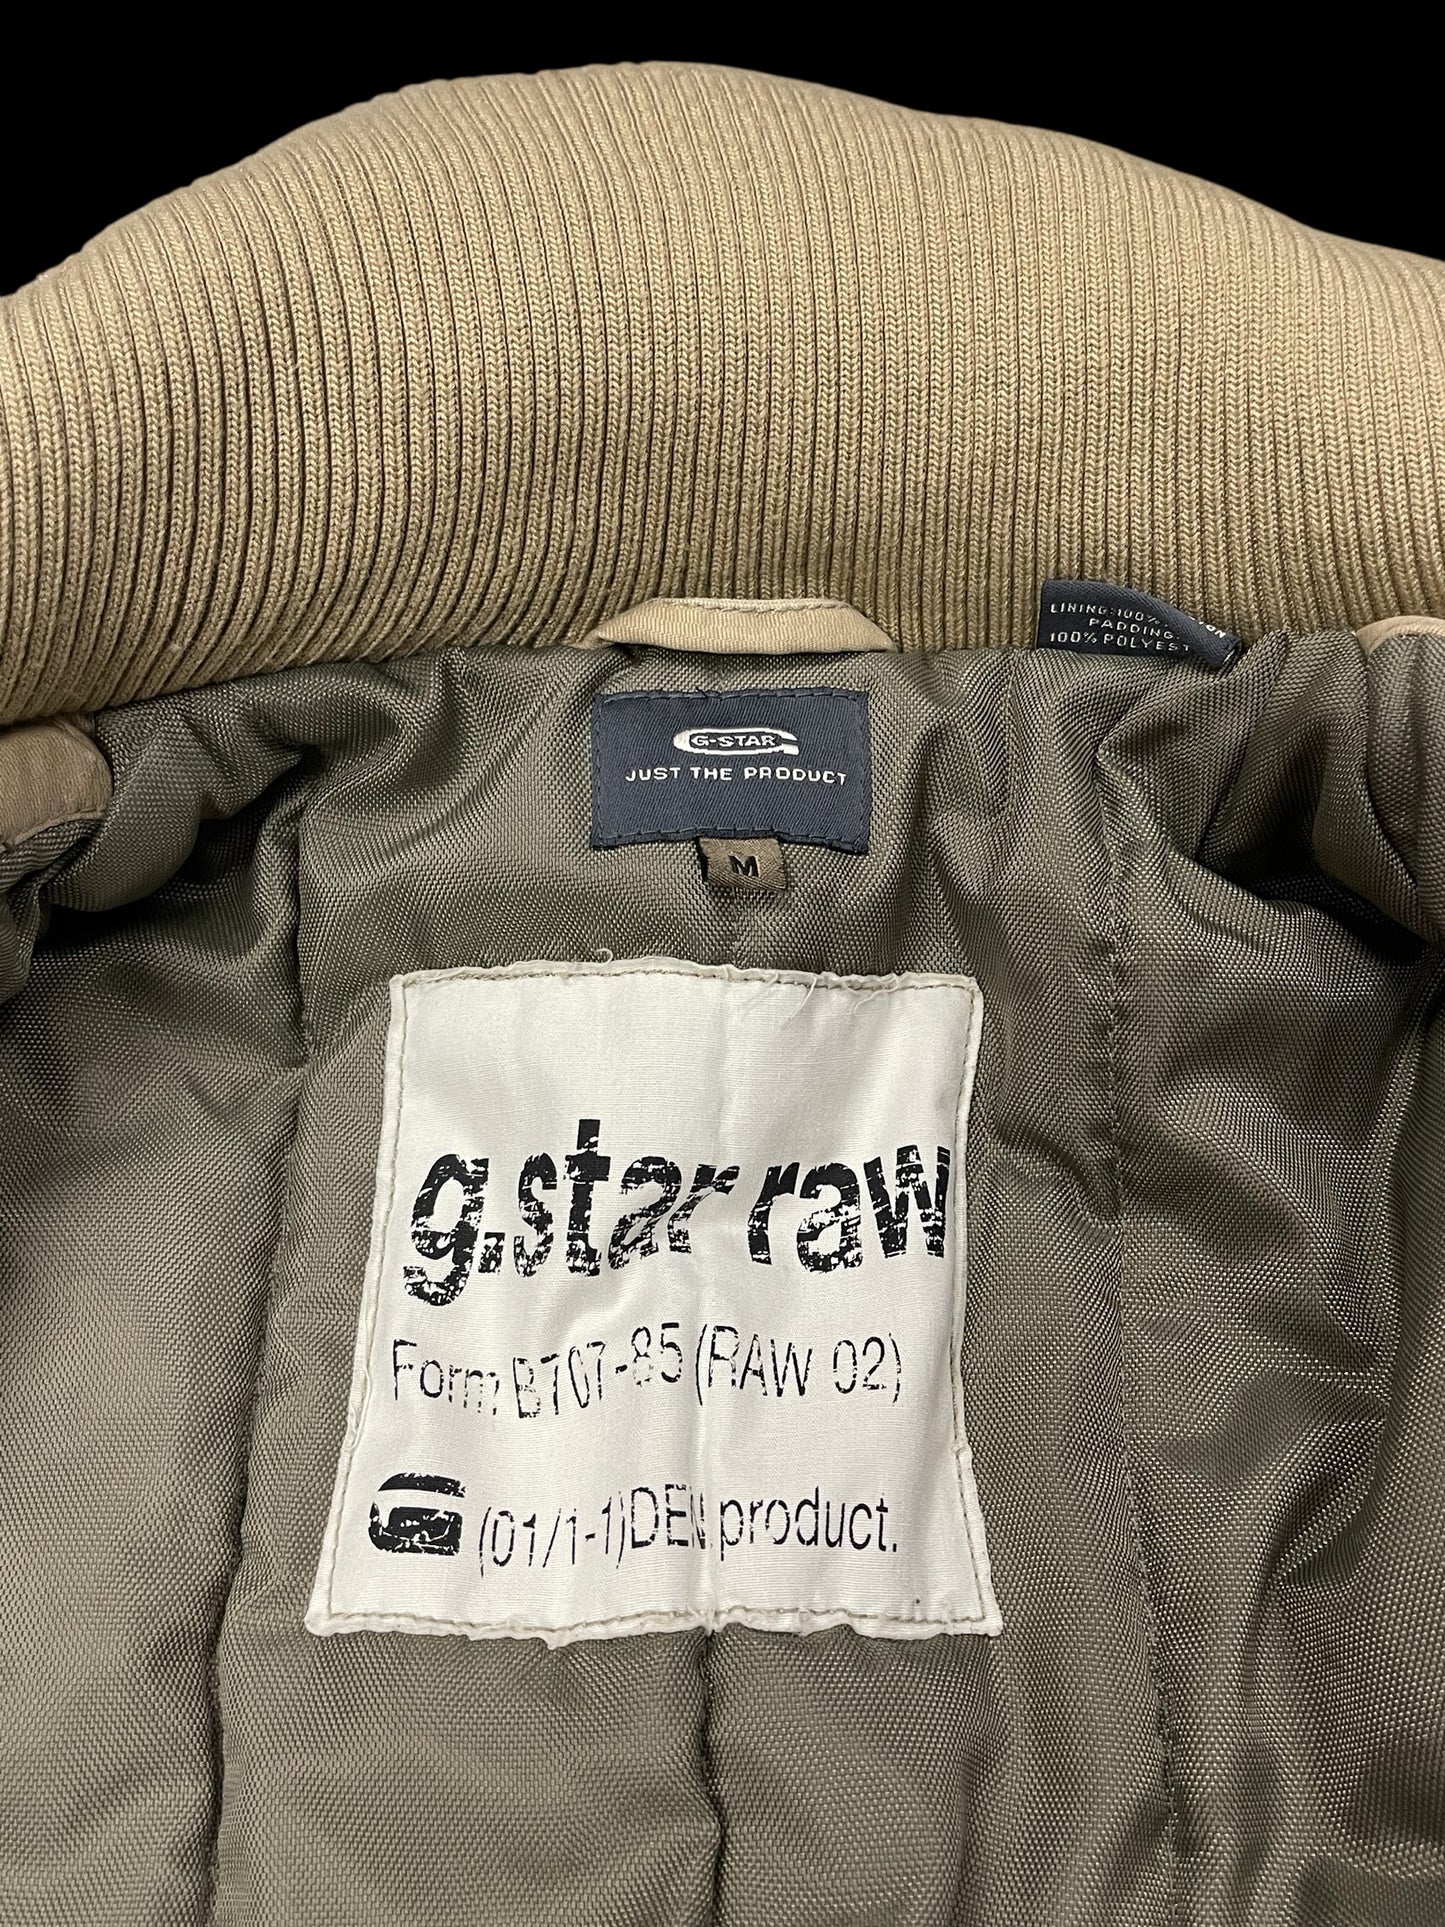 LINING:100%
PADDING:
100% POLYEST
G-STAR
JUST THE PRODUCT
M
g.star raw
Form B707-85 (RAW 02)
G (01/1-1)DEN.product.